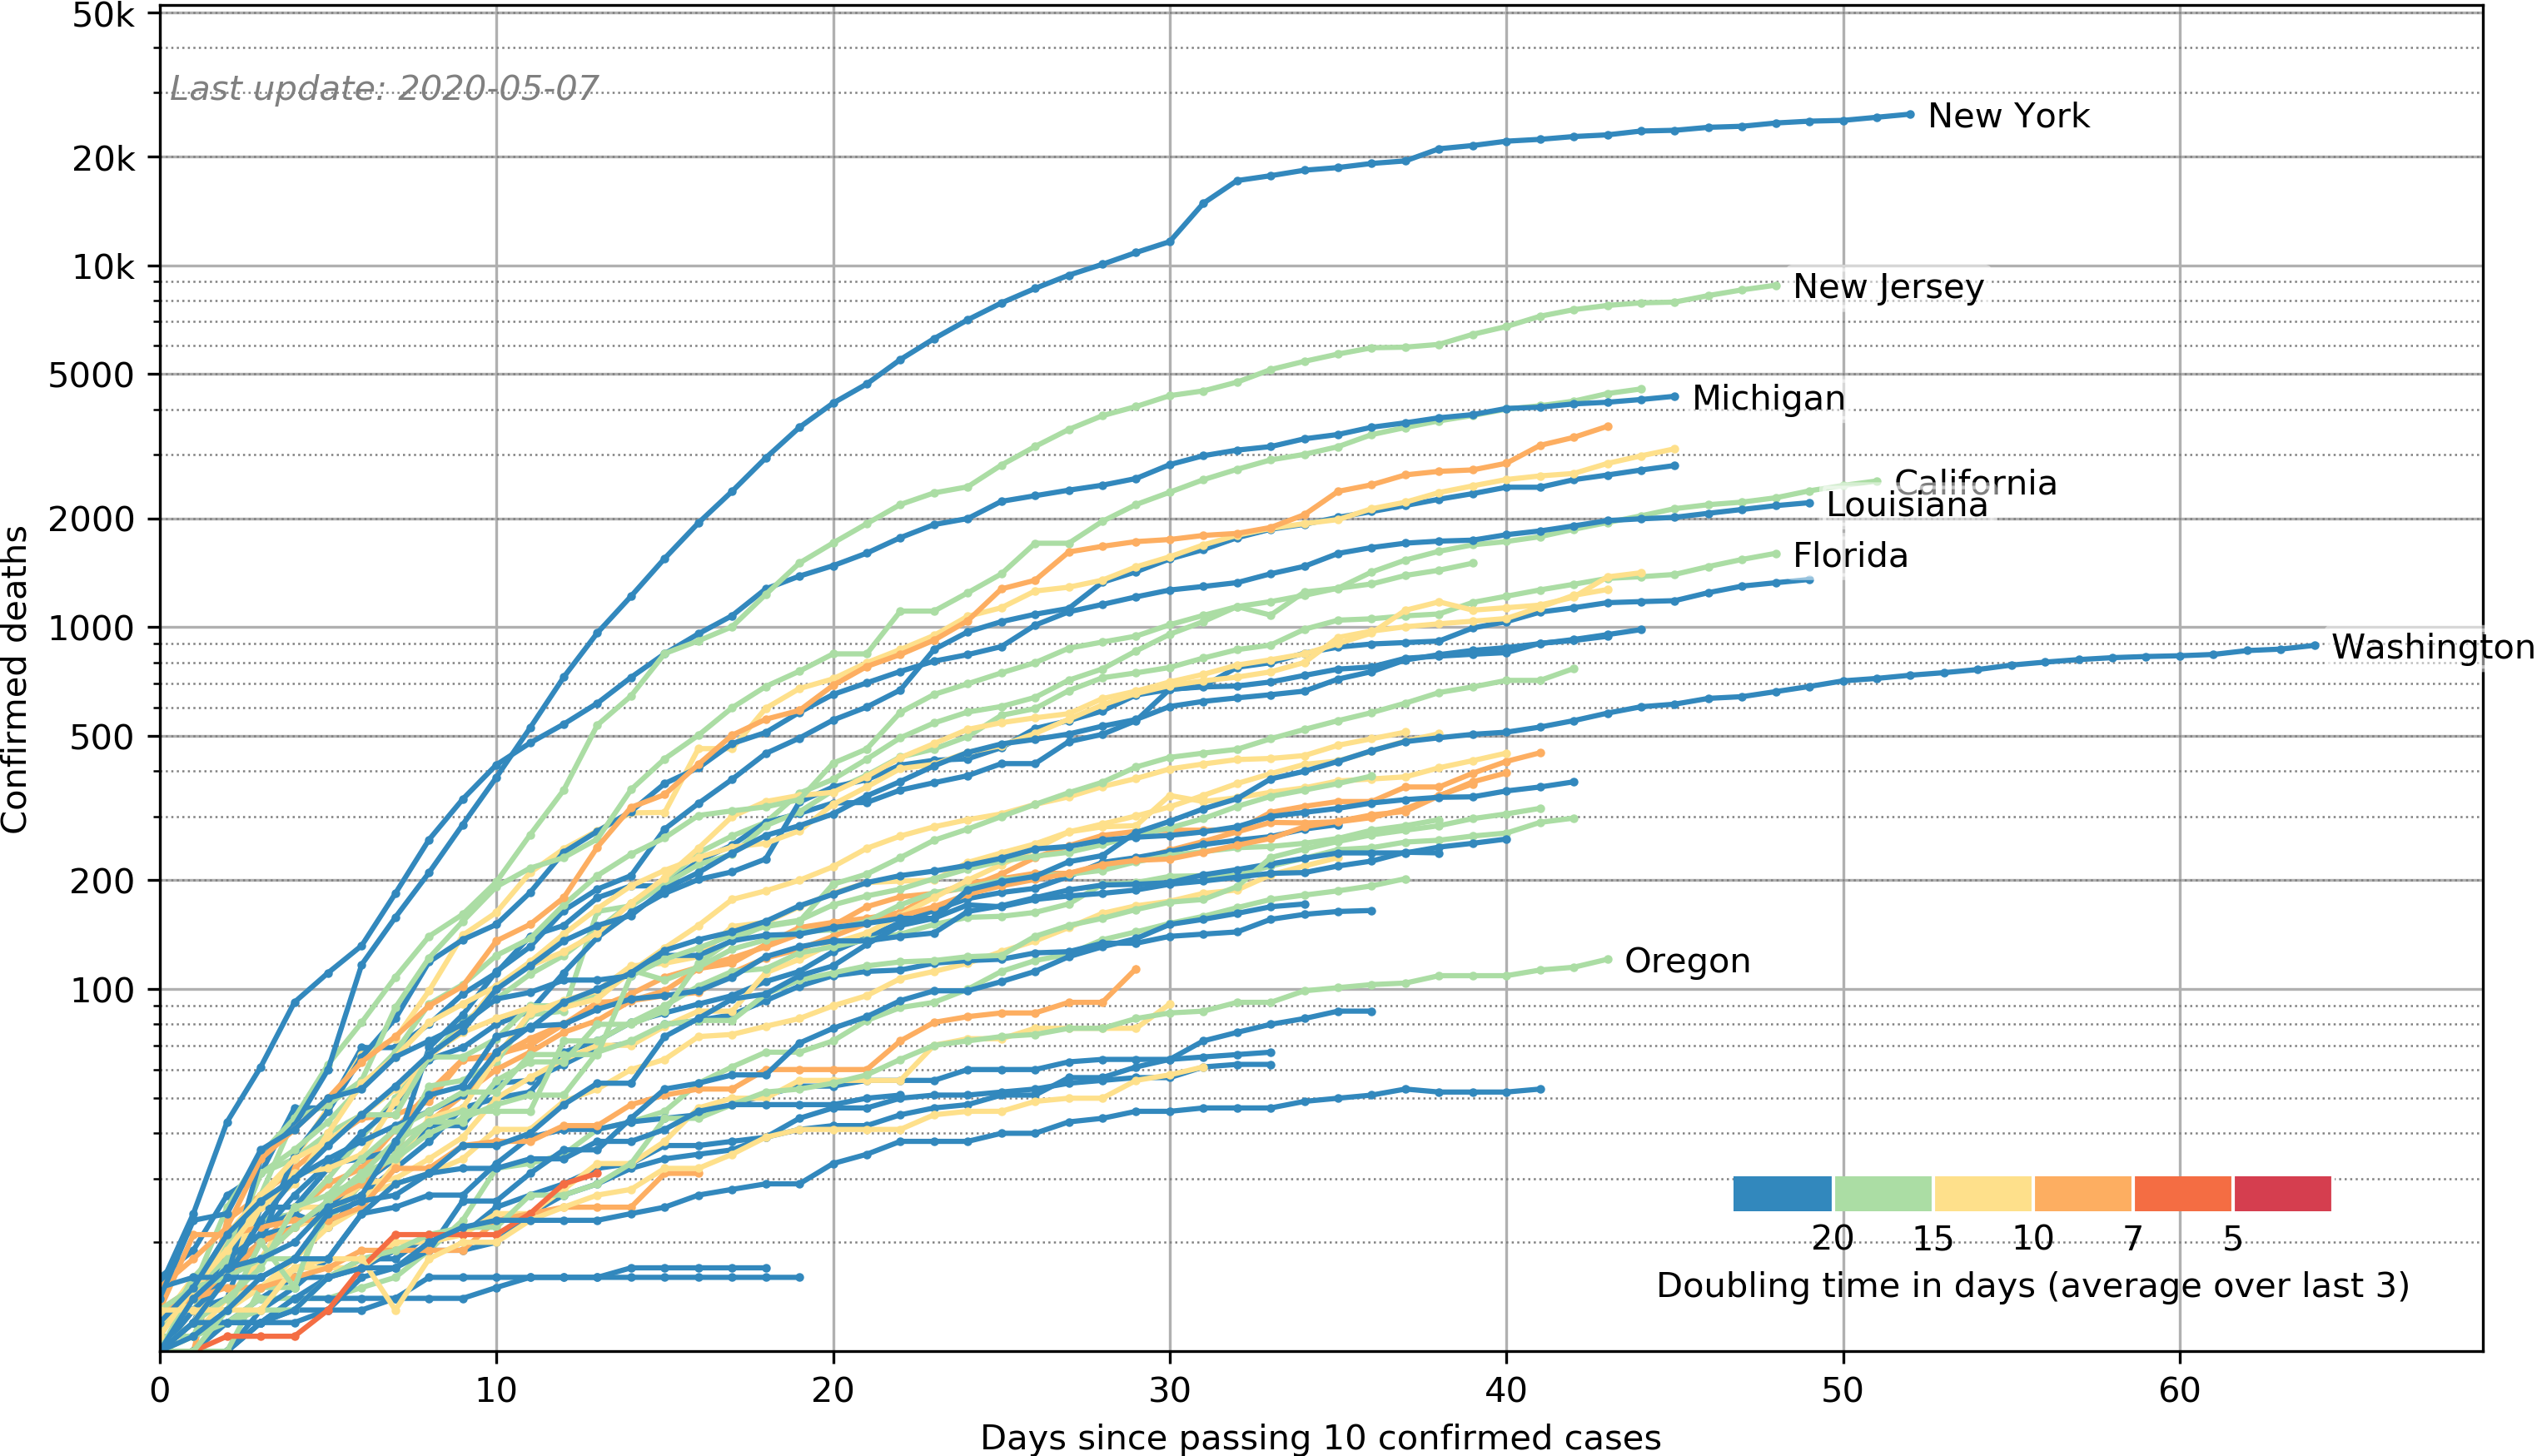 50k
Last update: 2020-05-07
New York
20k
10k
New Jersey
5000
Michigan
California
Louisiana
2000
Florida
1000
Washington
500
200
Oregon
100
Confirmed deaths
20 15 10 7 5
Doubling time in days (average over last 3)
0 10 20 30 40 50 60
Days since passing 10 confirmed cases